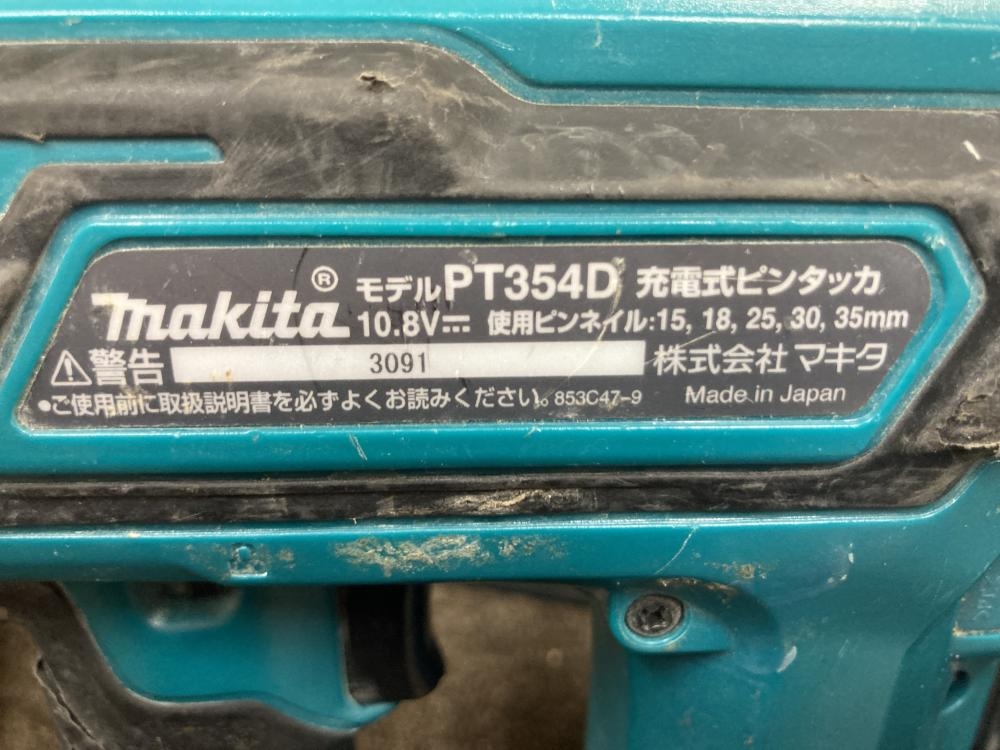 makita® モデルPT354D 充電式ピンタッカ
10.8V⎓ 使用ピンネイル:15, 18, 25, 30, 35mm
⚠警告 3091 株式会社 マキタ
•ご使用前に取扱説明書を必ずよくお読みください。853C47-9 Made in Japan